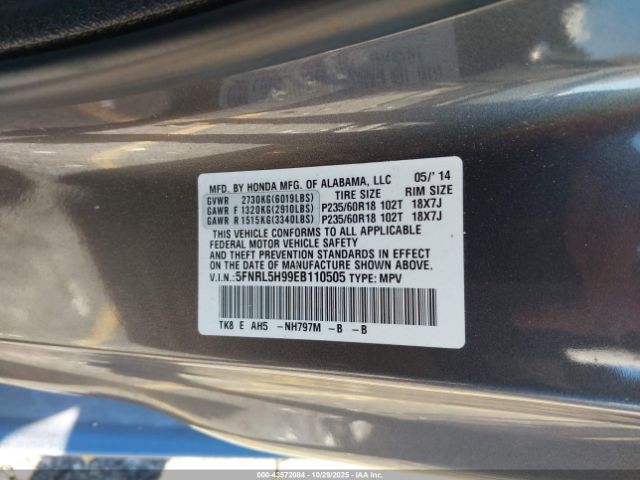 MFD. BY HONDA MFG. OF ALABAMA, LLC 05/'14
GVWR 2730KG(6019LBS) TIRE SIZE RIM SIZE
GAWR F 1320KG(2910LBS) P235/60R18 102T 18X7J
GAWR R 1515KG(3340LBS) P235/60R18 102T 18X7J
THIS VEHICLE CONFORMS TO ALL APPLICABLE
FEDERAL MOTOR VEHICLE SAFETY
AND THEFT PREVENTION STANDARDS IN EFFECT
ON THE DATE OF MANUFACTURE SHOWN ABOVE.
V.I.N.:5FNRL5H99EB110505 TYPE: MPV
TK8 E AH5 -NH797M -B -B
000-43572084 - 10/29/2025 - IAA Inc.